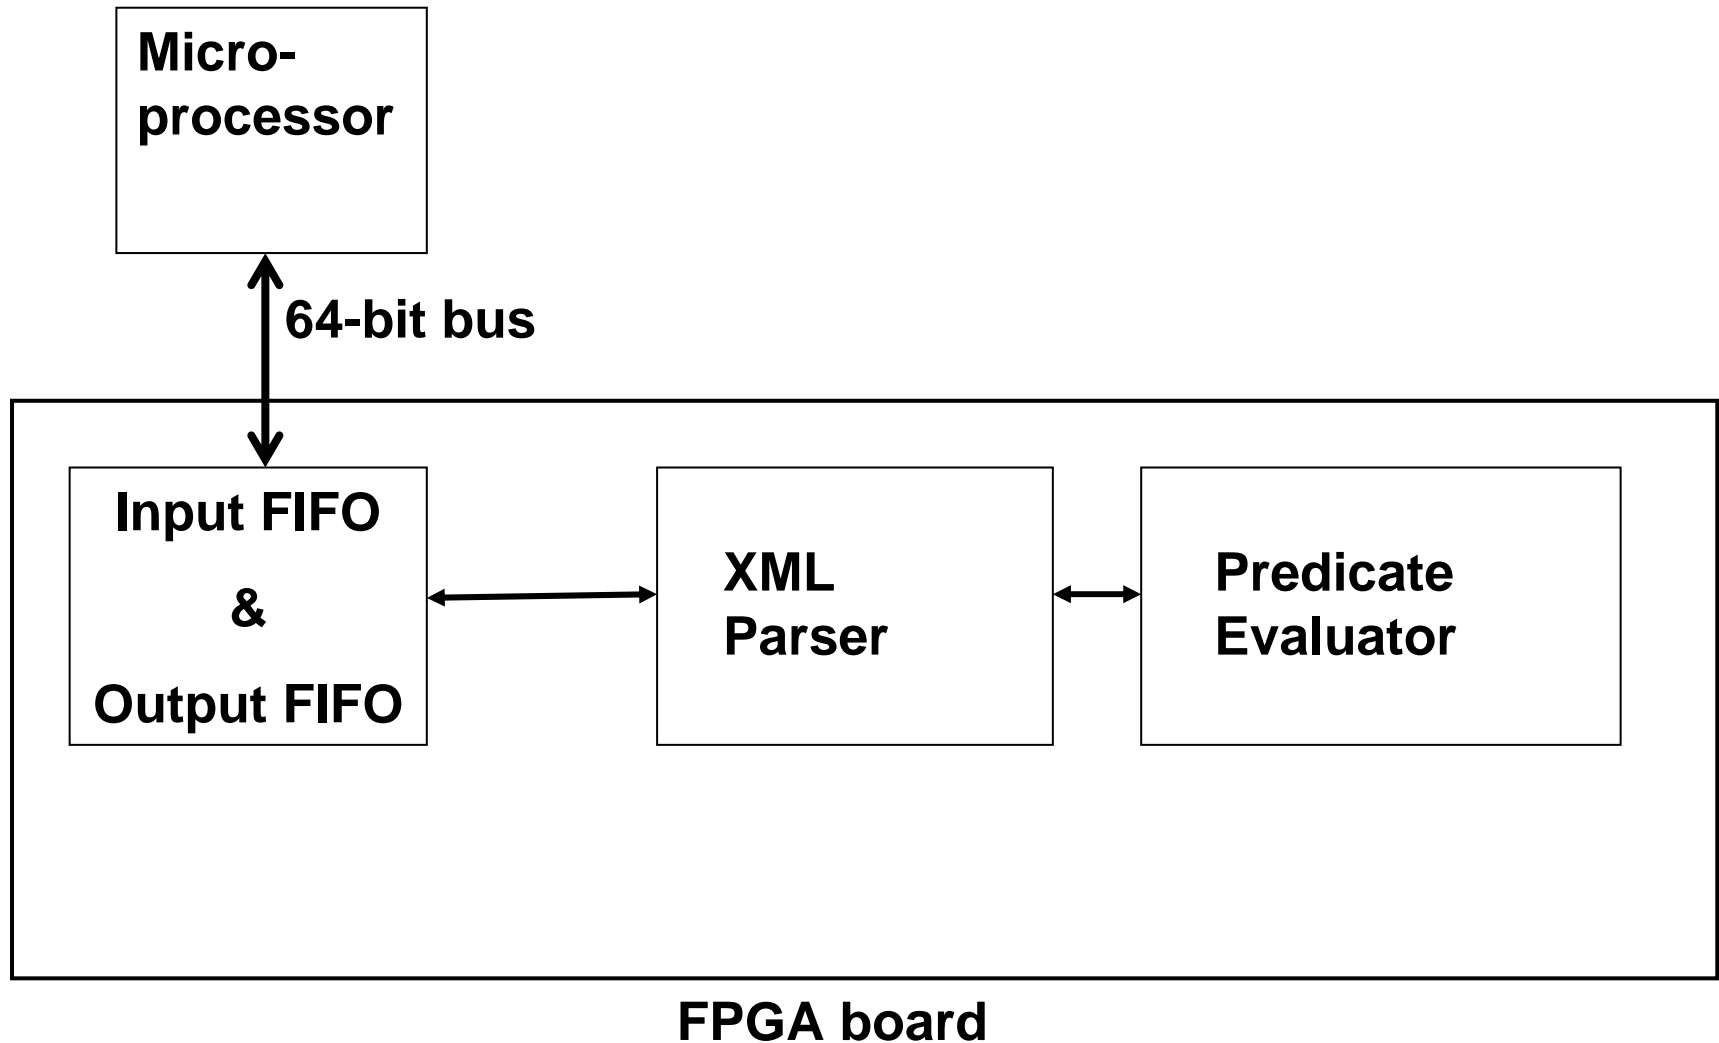 Micro-
processor
64-bit bus
Input FIFO
&
Output FIFO
XML
Parser
Predicate
Evaluator
FPGA board